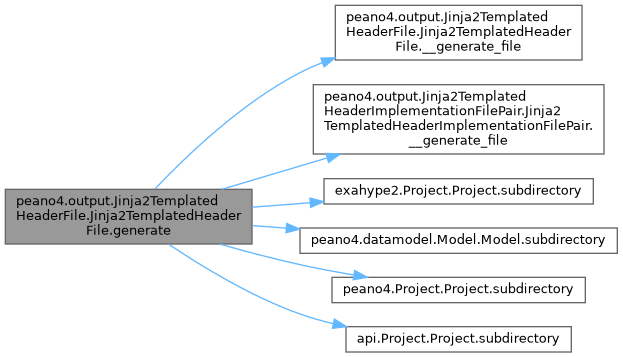 peano4.output.Jinja2Templated
HeaderFile.Jinja2TemplatedHeader
File.__generate_file
peano4.output.Jinja2Templated
HeaderImplementationFilePair.Jinja2
TemplatedHeaderImplementationFilePair.
__generate_file
exahype2.Project.Project.subdirectory
peano4.output.Jinja2Templated
HeaderFile.Jinja2TemplatedHeader
File.generate
peano4.datamodel.Model.Model.subdirectory
peano4.Project.Project.subdirectory
api.Project.Project.subdirectory